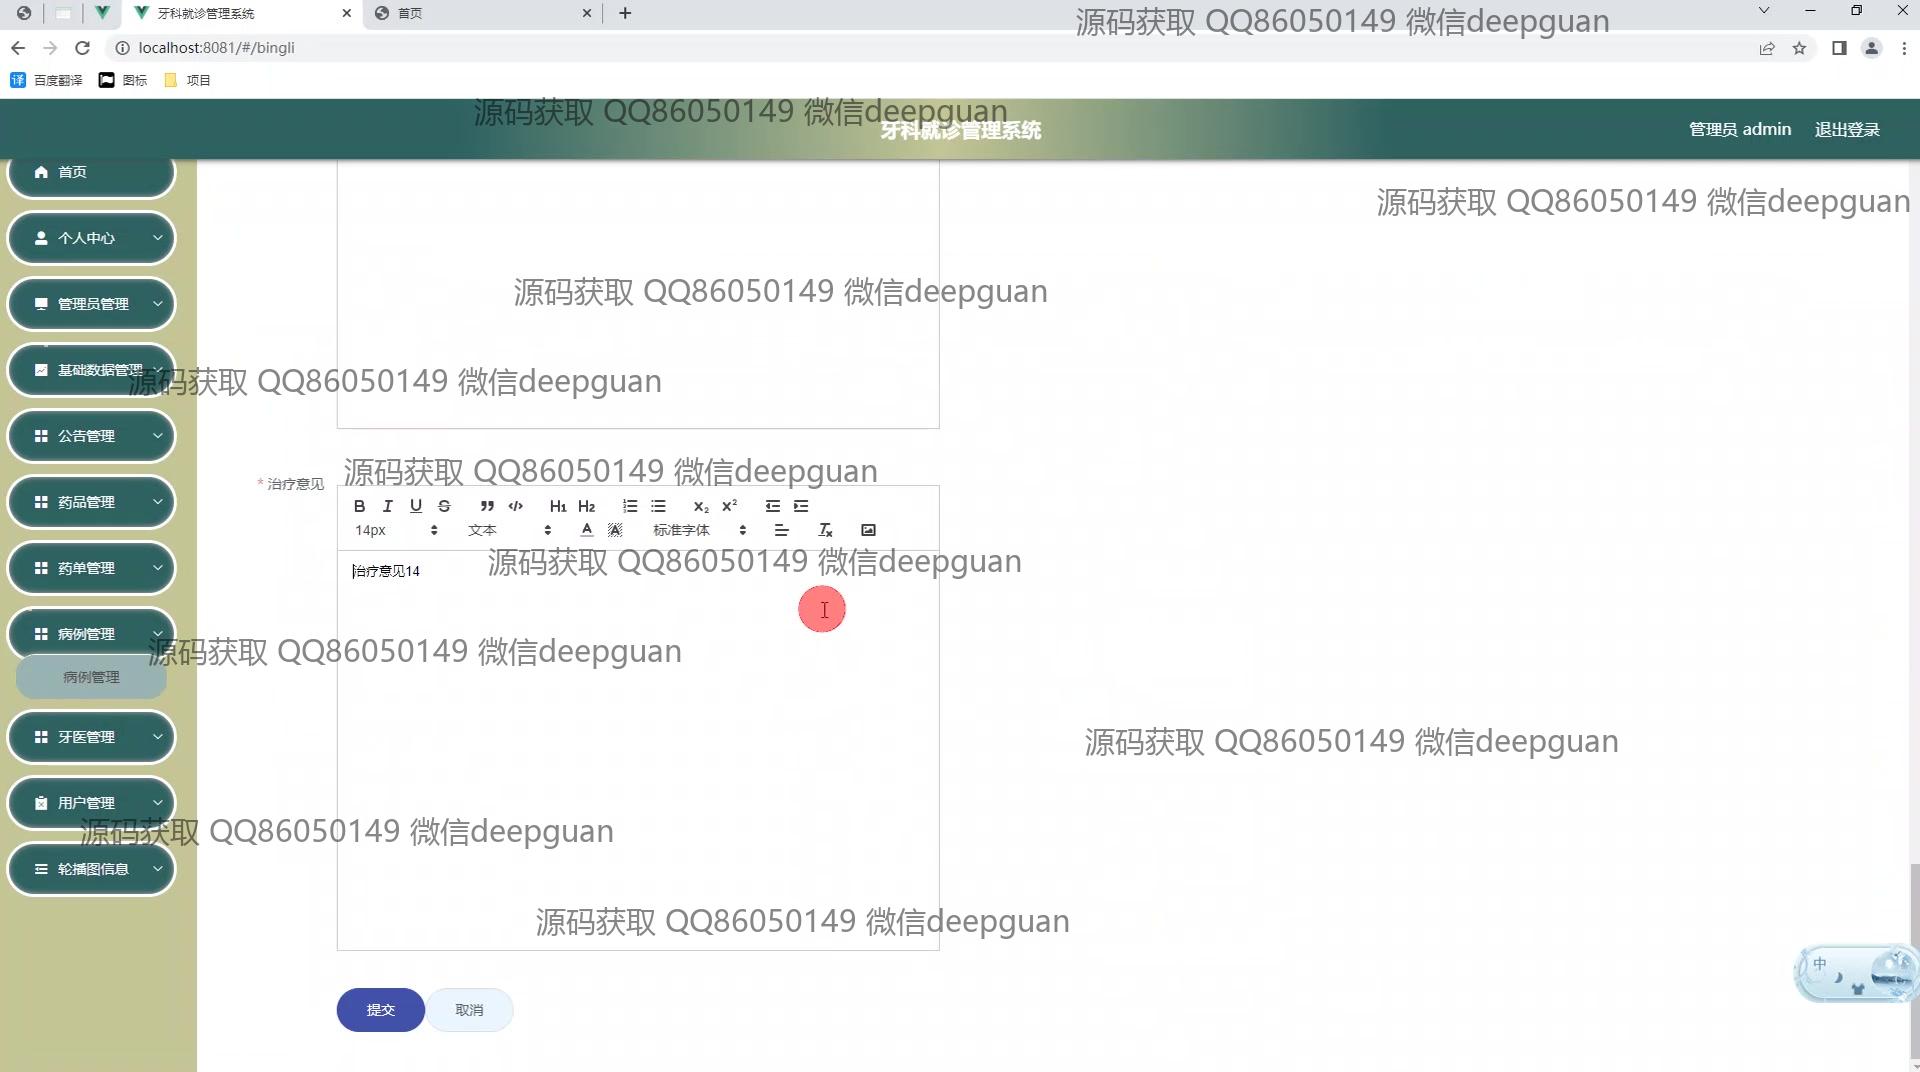 牙科就诊管理系统
首页
源码获取 QQ86050149 微信deepguan
localhost:8081/#/bingli
百度翻译
图标
项目
源码获取 QQ86050149 微信deepguan
牙科就诊管理系统
管理员 admin
退出登录
首页
源码获取 QQ86050149 微信deepguan
个人中心
源码获取 QQ86050149 微信deepguan
管理员管理
基础数据管理
源码获取 QQ86050149 微信deepguan
公告管理
源码获取 QQ86050149 微信deepguan
* 治疗意见
药品管理
B I U S H1 H2 X2 X2
14px 文本 A A 标准字体 Tx
源码获取 QQ86050149 微信deepguan
治疗意见14
药单管理
病例管理
源码获取 QQ86050149 微信deepguan
病例管理
牙医管理
源码获取 QQ86050149 微信deepguan
用户管理
源码获取 QQ86050149 微信deepguan
轮播图信息
源码获取 QQ86050149 微信deepguan
中
提交
取消